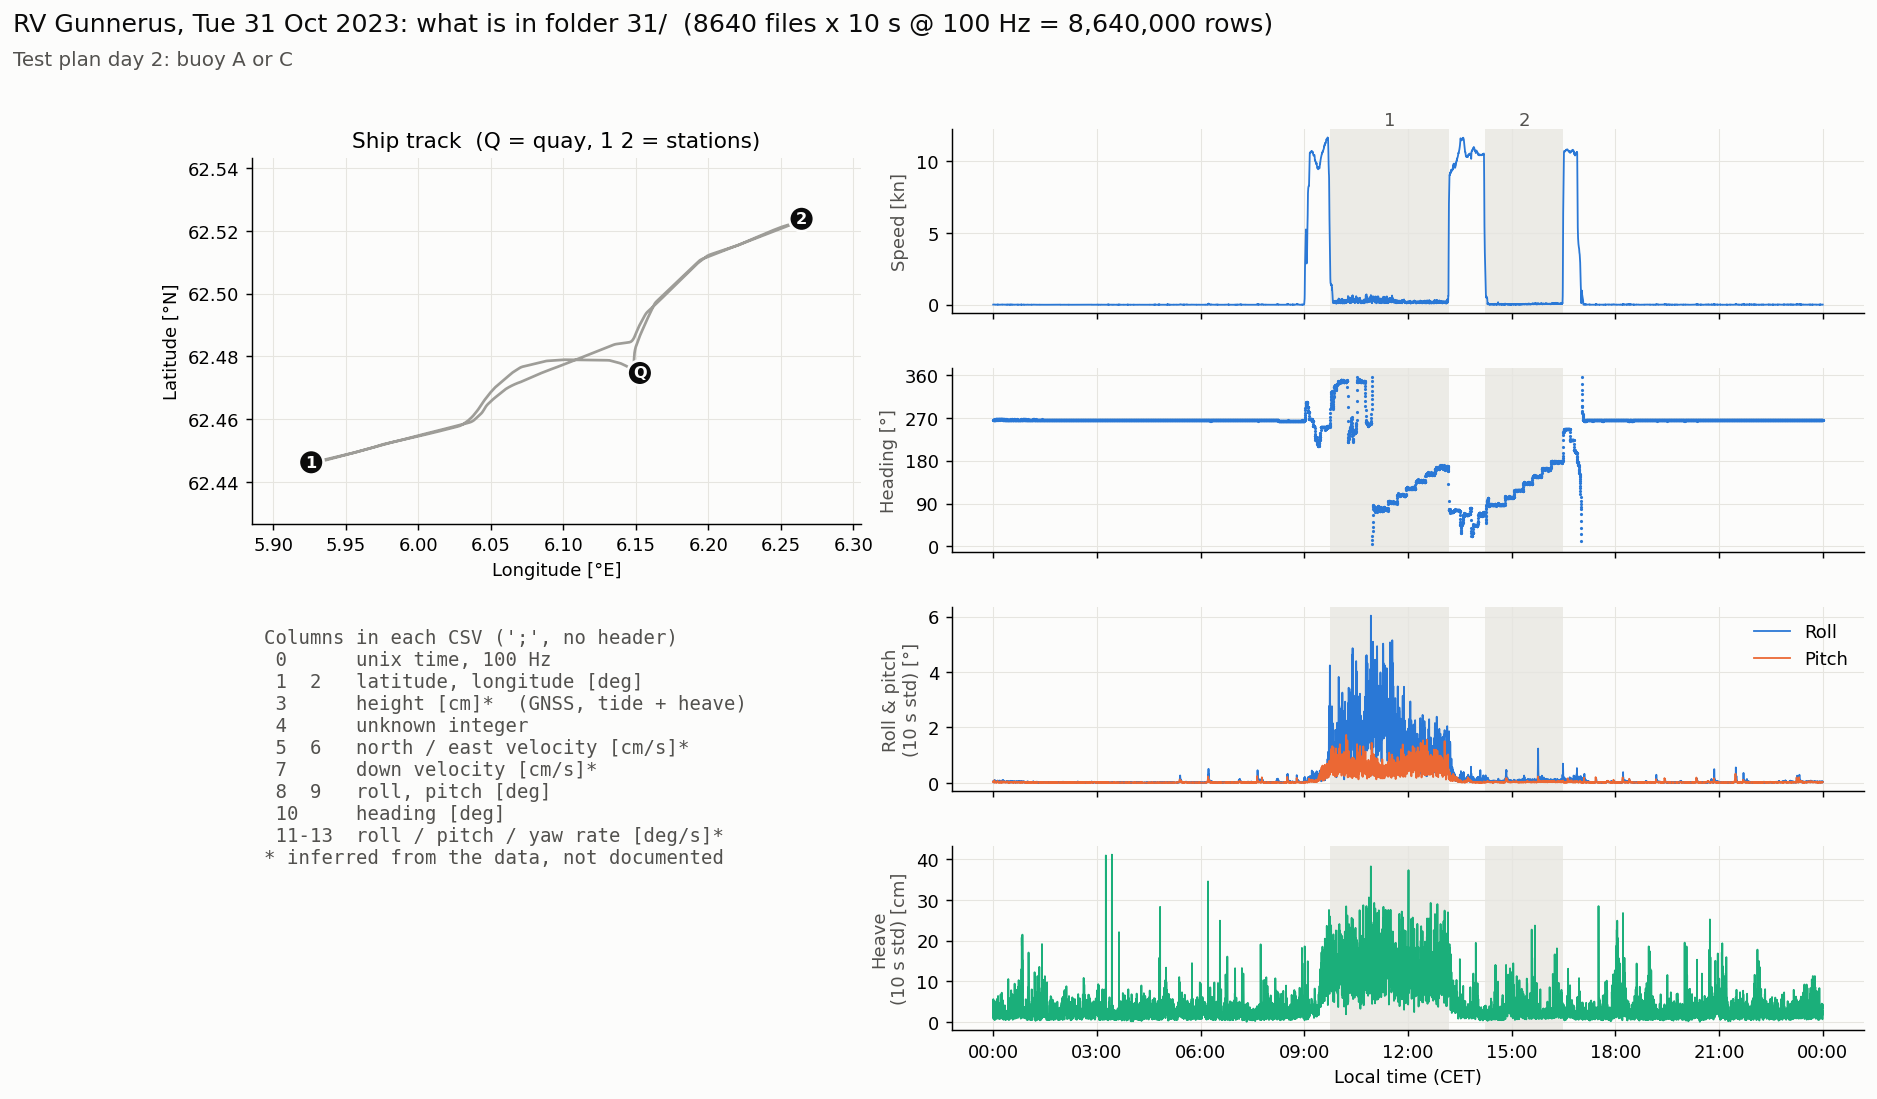 RV Gunnerus, Tue 31 Oct 2023: what is in folder 31/  (8640 files x 10 s @ 100 Hz = 8,640,000 rows)
Test plan day 2: buoy A or C
Ship track  (Q = quay, 1 2 = stations)
Latitude [°N]
62.54
62.52
62.50
62.48
62.46
62.44
2
Q
1
5.90 5.95 6.00 6.05 6.10 6.15 6.20 6.25 6.30
Longitude [°E]
Columns in each CSV (';', no header)
0      unix time, 100 Hz
1  2   latitude, longitude [deg]
3      height [cm]*  (GNSS, tide + heave)
4      unknown integer
5  6   north / east velocity [cm/s]*
7      down velocity [cm/s]*
8  9   roll, pitch [deg]
10     heading [deg]
11-13  roll / pitch / yaw rate [deg/s]*
* inferred from the data, not documented
1 2
Speed [kn]
10
5
0
Heading [°]
360
270
180
90
0
Roll & pitch
(10 s std) [°]
6
4
2
0
Roll
Pitch
Heave
(10 s std) [cm]
40
30
20
10
0
00:00 03:00 06:00 09:00 12:00 15:00 18:00 21:00 00:00
Local time (CET)